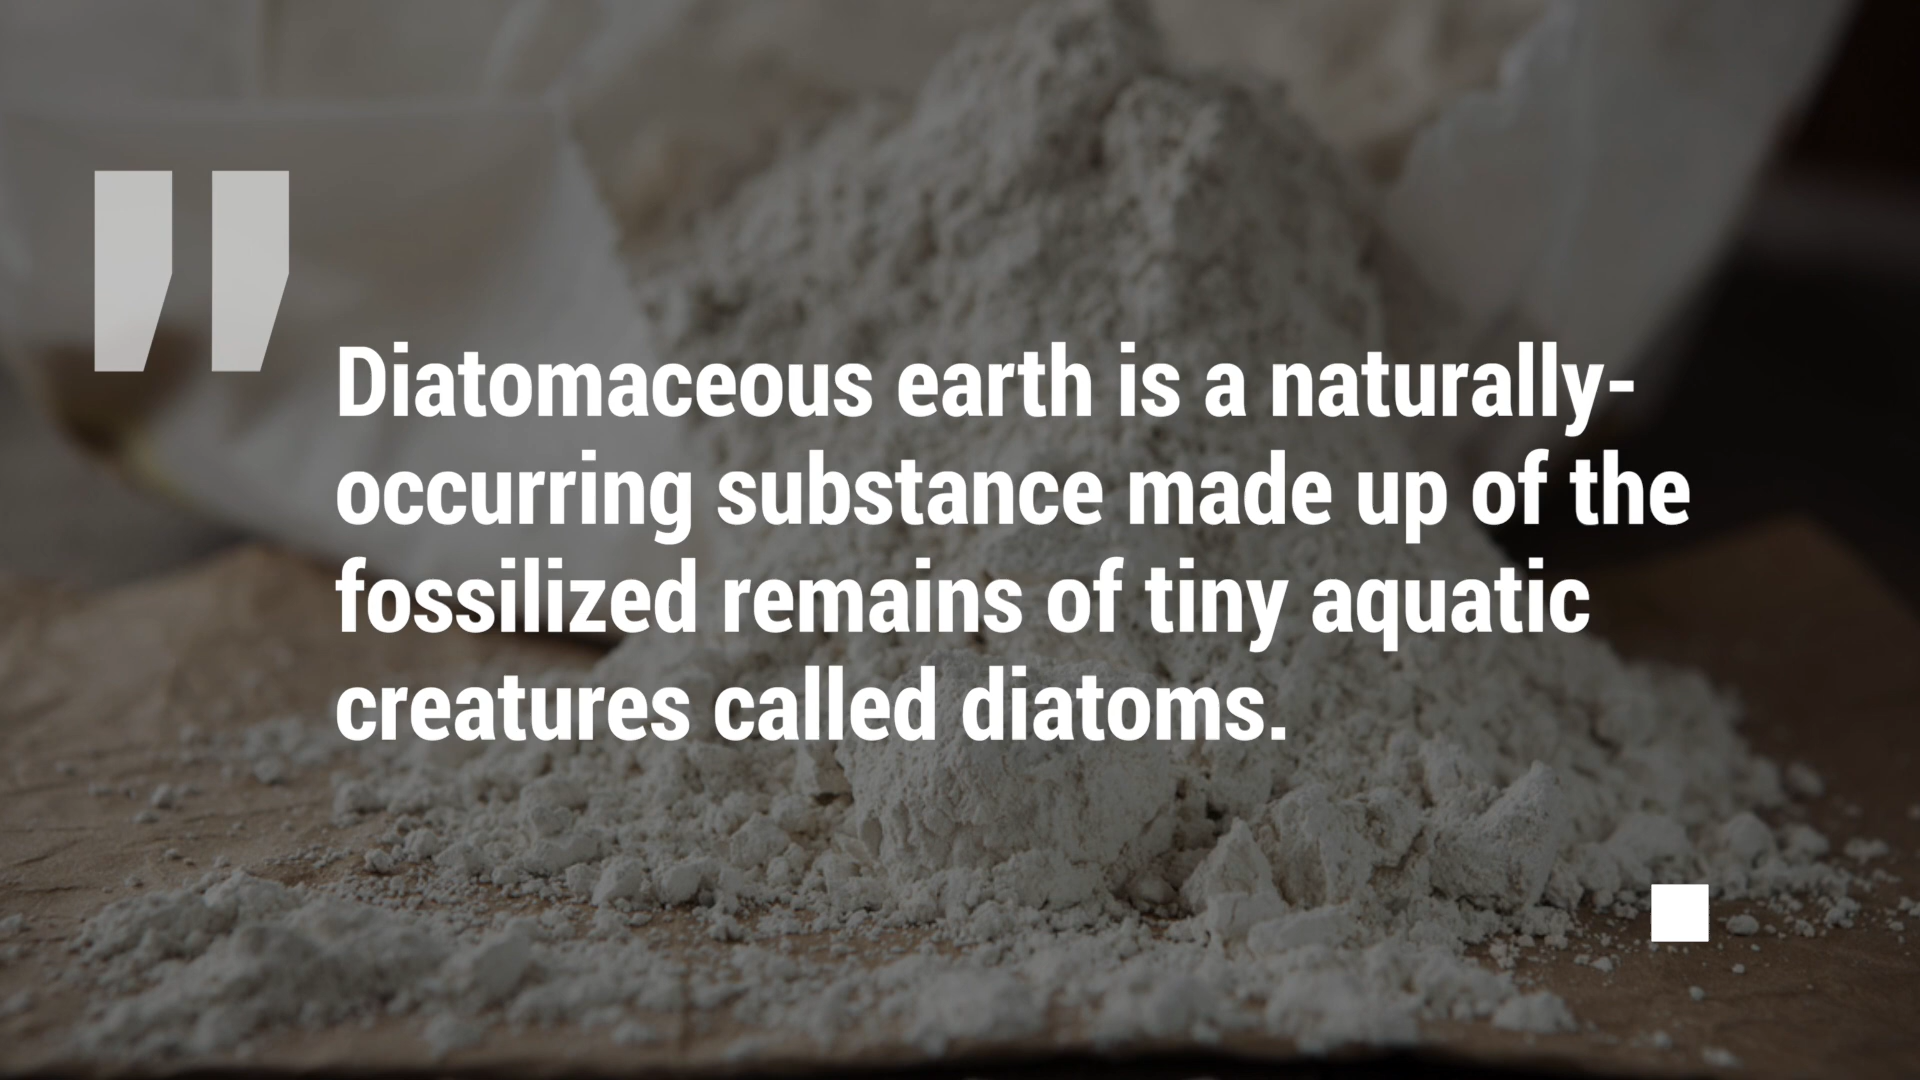 "
Diatomaceous earth is a naturally-
occurring substance made up of the
fossilized remains of tiny aquatic
creatures called diatoms.